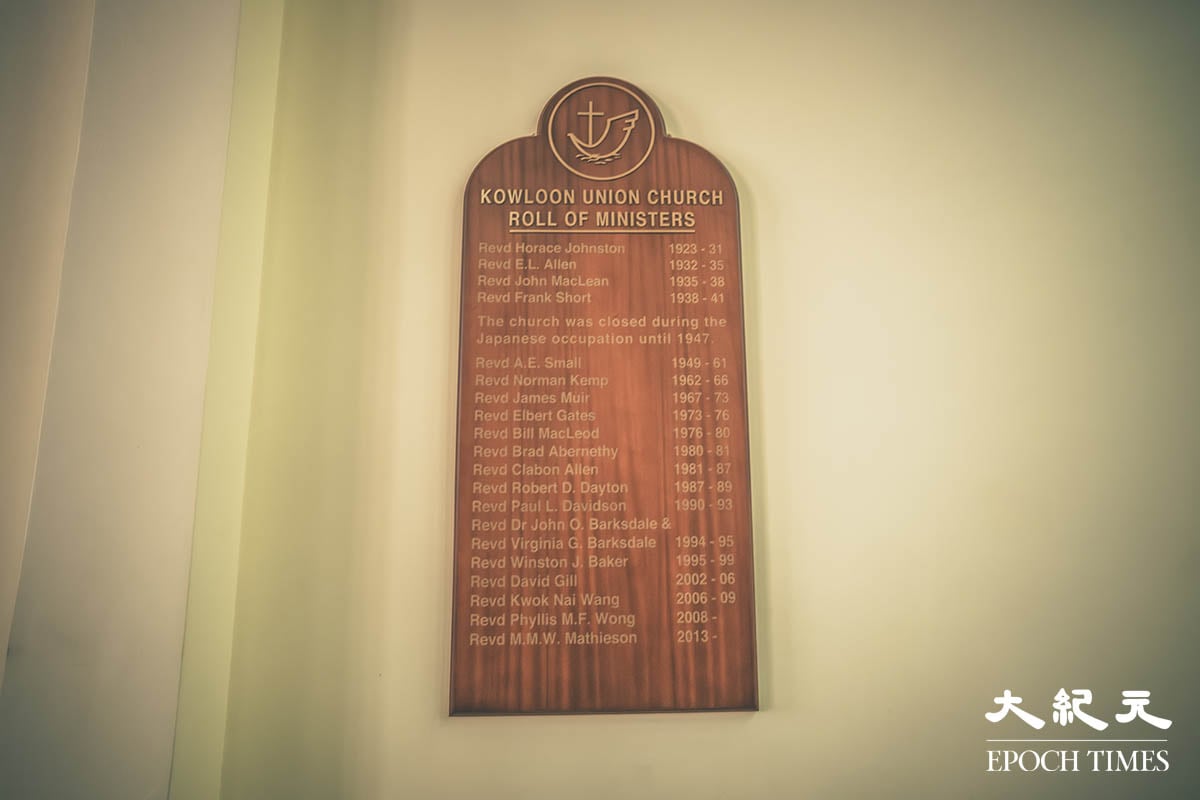 KOWLOON UNION CHURCH
ROLL OF MINISTERS
Revd Horace Johnston 1923 - 31
Revd E.L. Allen 1932 - 35
Revd John MacLean 1935 - 38
Revd Frank Short 1938 - 41
The church was closed during the
Japanese occupation until 1947.
Revd A.E. Small 1949 - 61
Revd Norman Kemp 1962 - 66
Revd James Muir 1967 - 73
Revd Elbert Gates 1973 - 76
Revd Bill MacLeod 1976 - 80
Revd Brad Abernethy 1980 - 81
Revd Clabon Allen 1981 - 87
Revd Robert D. Dayton 1987 - 89
Revd Paul L. Davidson 1990 - 93
Revd Dr John O. Barksdale &
Revd Virginia G. Barksdale 1994 - 95
Revd Winston J. Baker 1995 - 99
Revd David Gill 2002 - 06
Revd Kwok Nai Wang 2006 - 09
Revd Phyllis M.F. Wong 2008 -
Revd M.M.W. Mathieson 2013 -
大紀元
EPOCH TIMES